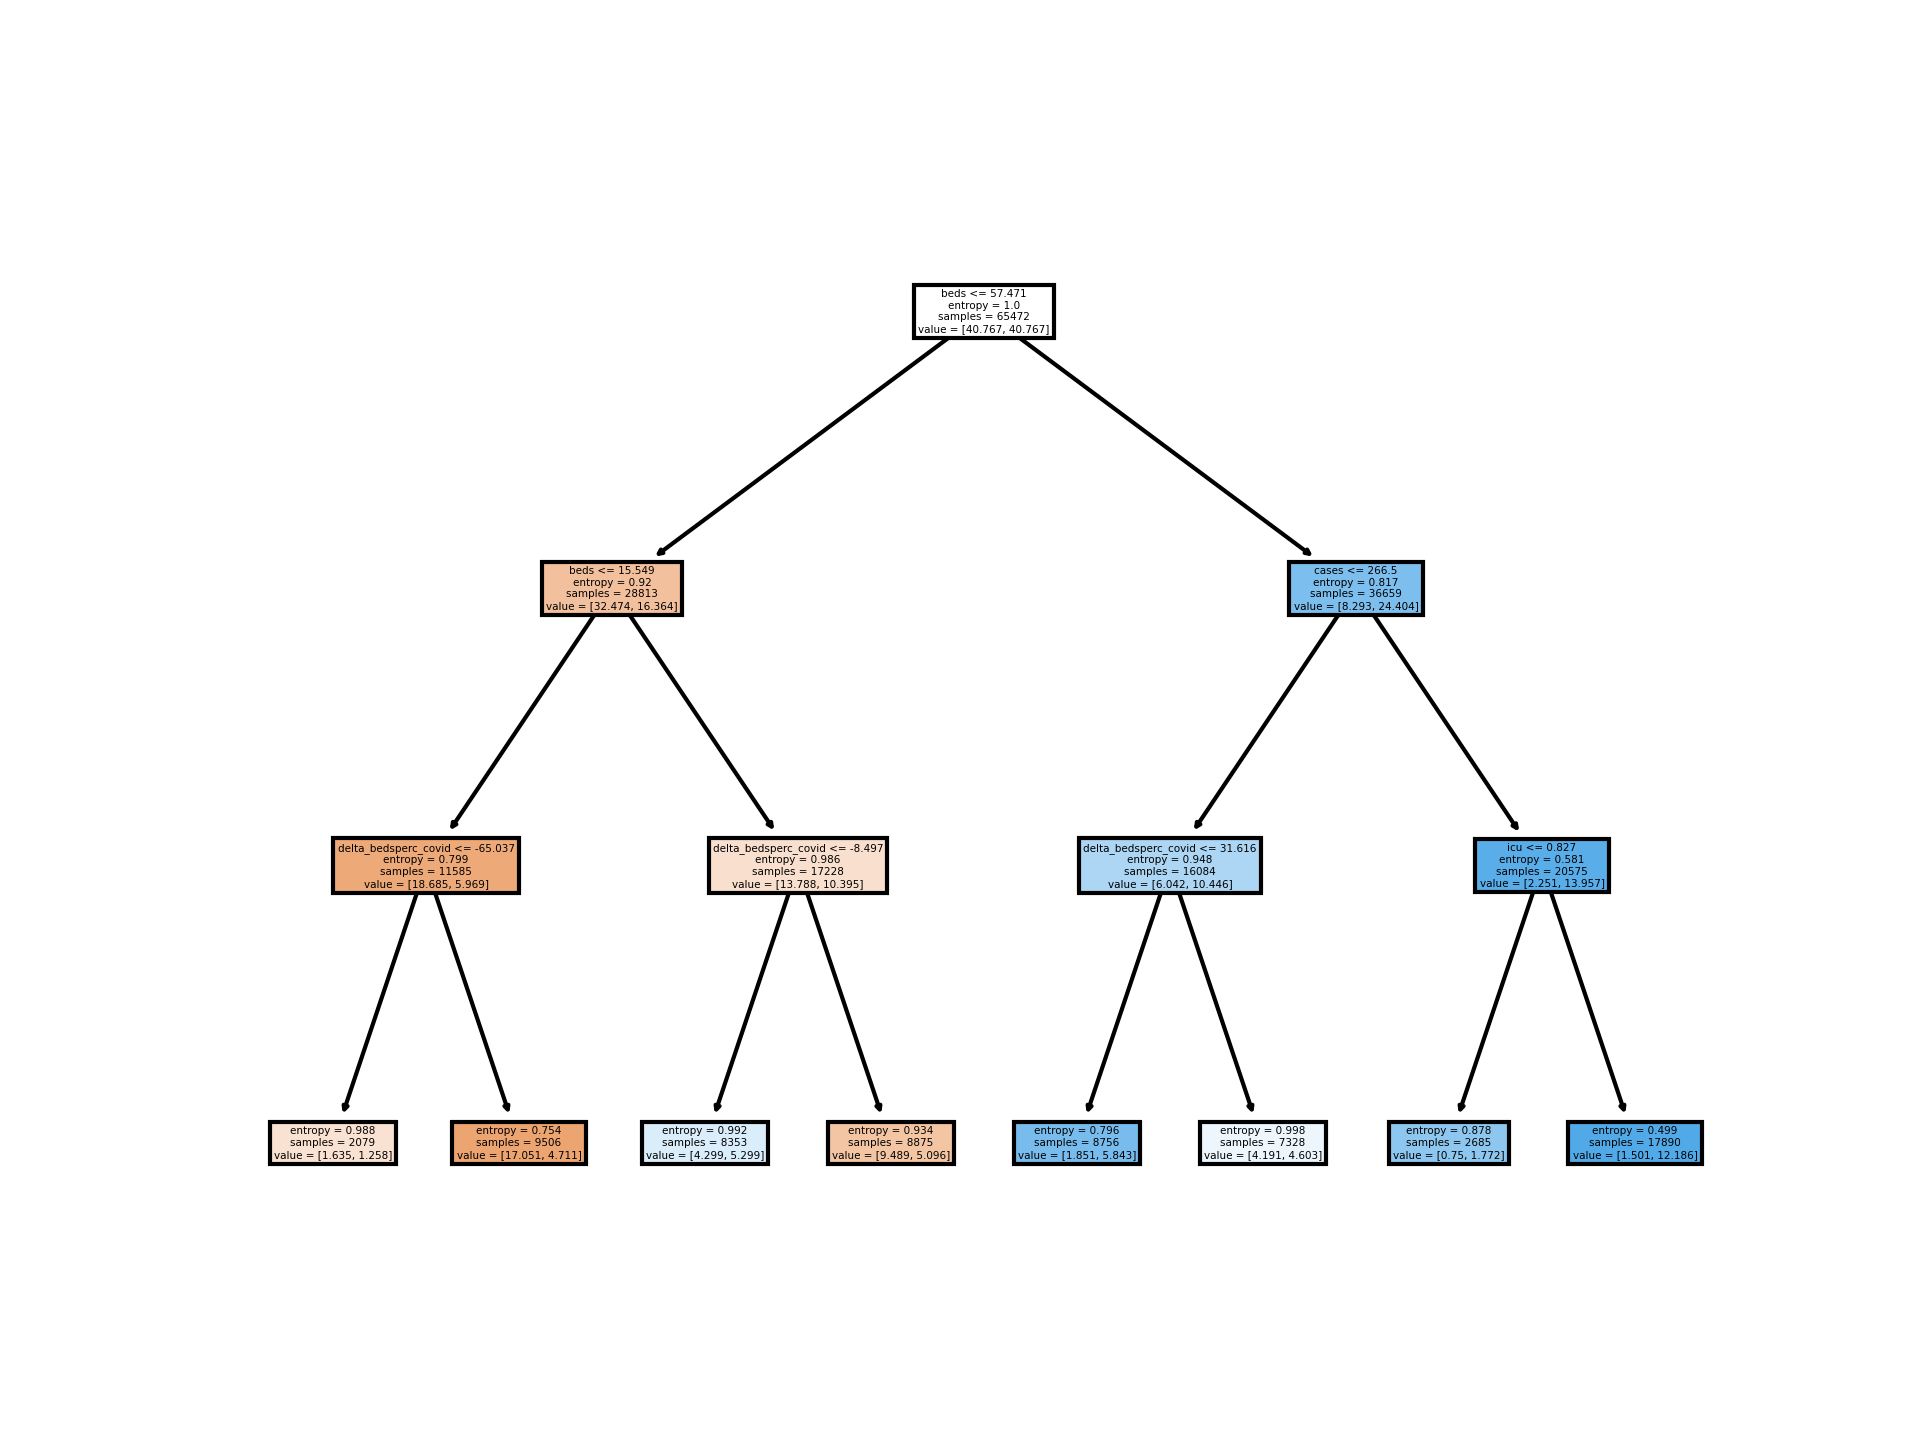 beds <= 57.471
entropy = 1.0
samples = 65472
value = [40.767, 40.767]
beds <= 15.549
entropy = 0.92
samples = 28813
value = [32.474, 16.364]
cases <= 266.5
entropy = 0.817
samples = 36659
value = [8.293, 24.404]
delta_bedsperc_covid <= -65.037
entropy = 0.799
samples = 11585
value = [18.685, 5.969]
delta_bedsperc_covid <= -8.497
entropy = 0.986
samples = 17228
value = [13.788, 10.395]
delta_bedsperc_covid <= 31.616
entropy = 0.948
samples = 16084
value = [6.042, 10.446]
icu <= 0.827
entropy = 0.581
samples = 20575
value = [2.251, 13.957]
entropy = 0.988
samples = 2079
value = [1.635, 1.258]
entropy = 0.754
samples = 9506
value = [17.051, 4.711]
entropy = 0.992
samples = 8353
value = [4.299, 5.299]
entropy = 0.934
samples = 8875
value = [9.489, 5.096]
entropy = 0.796
samples = 8756
value = [1.851, 5.843]
entropy = 0.998
samples = 7328
value = [4.191, 4.603]
entropy = 0.878
samples = 2685
value = [0.75, 1.772]
entropy = 0.499
samples = 17890
value = [1.501, 12.186]